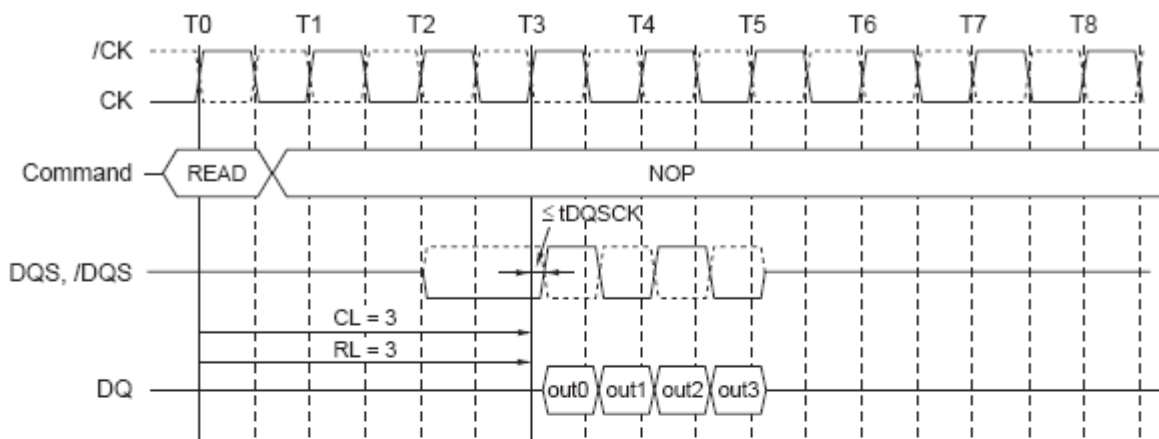 T0 T1 T2 T3 T4 T5 T6 T7 T8
/CK
CK
Command READ NOP
≤ tDQSCK
DQS, /DQS
CL = 3
RL = 3
DQ out0 out1 out2 out3